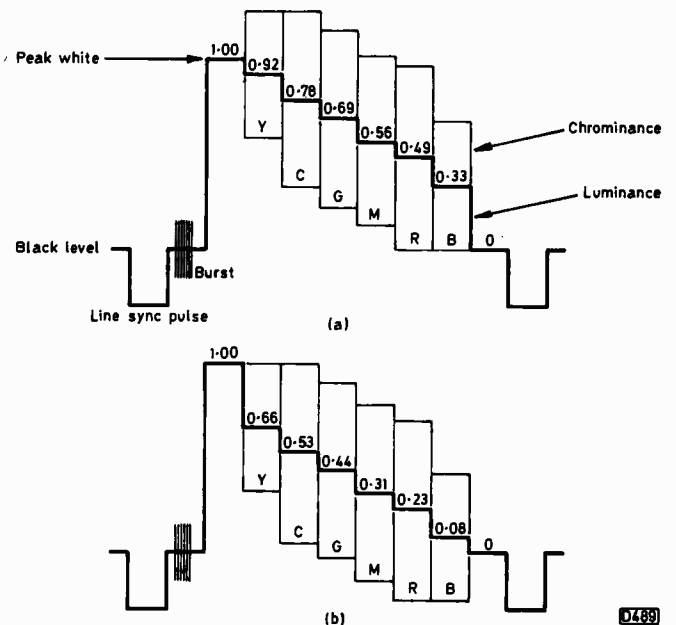 Peak white
1·00
0·92
0·78
0·69
0·56
0·49
0·33
0
Y
C
G
M
R
B
Chrominance
Luminance
Black level
Burst
Line sync pulse
(a)
1·00
0·66
0·53
0·44
0·31
0·23
0·08
0
Y
C
G
M
R
B
(b)
D489